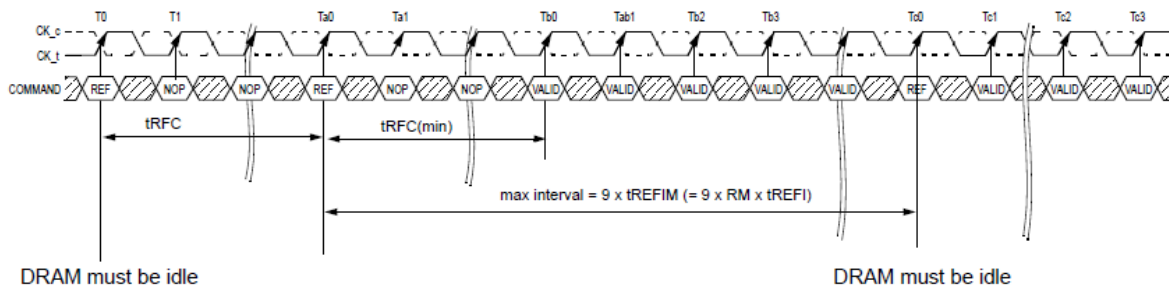 T0 T1 Ta0 Ta1 Tb0 Tab1 Tb2 Tb3 Tc0 Tc1 Tc2 Tc3
CK_c
CK_t
COMMAND REF NOP NOP REF NOP NOP VALID VALID VALID VALID VALID REF VALID VALID VALID
tRFC tRFC(min)
max interval = 9 x tREFIM (= 9 x RM x tREFI)
DRAM must be idle DRAM must be idle